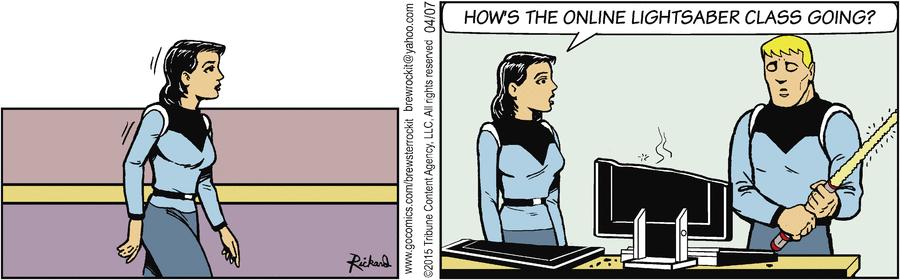 Rickard
www.gocomics.com/brewsterrockit brewrockit@yahoo.com
©2015 Tribune Content Agency, LLC, All rights reserved 04/07
HOW'S THE ONLINE LIGHTSABER CLASS GOING?